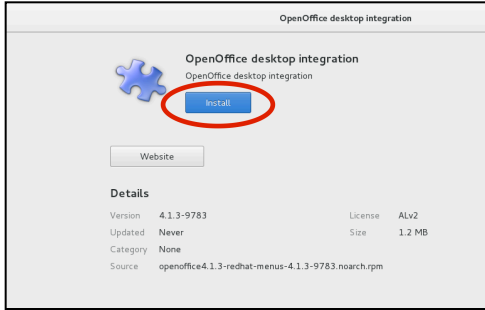 OpenOffice desktop integration
OpenOffice desktop integration
OpenOffice desktop integration
Install
Website
Details
Version 4.1.3-9783 License ALv2
Updated Never Size 1.2 MB
Category None
Source openoffice4.1.3-redhat-menus-4.1.3-9783.noarch.rpm